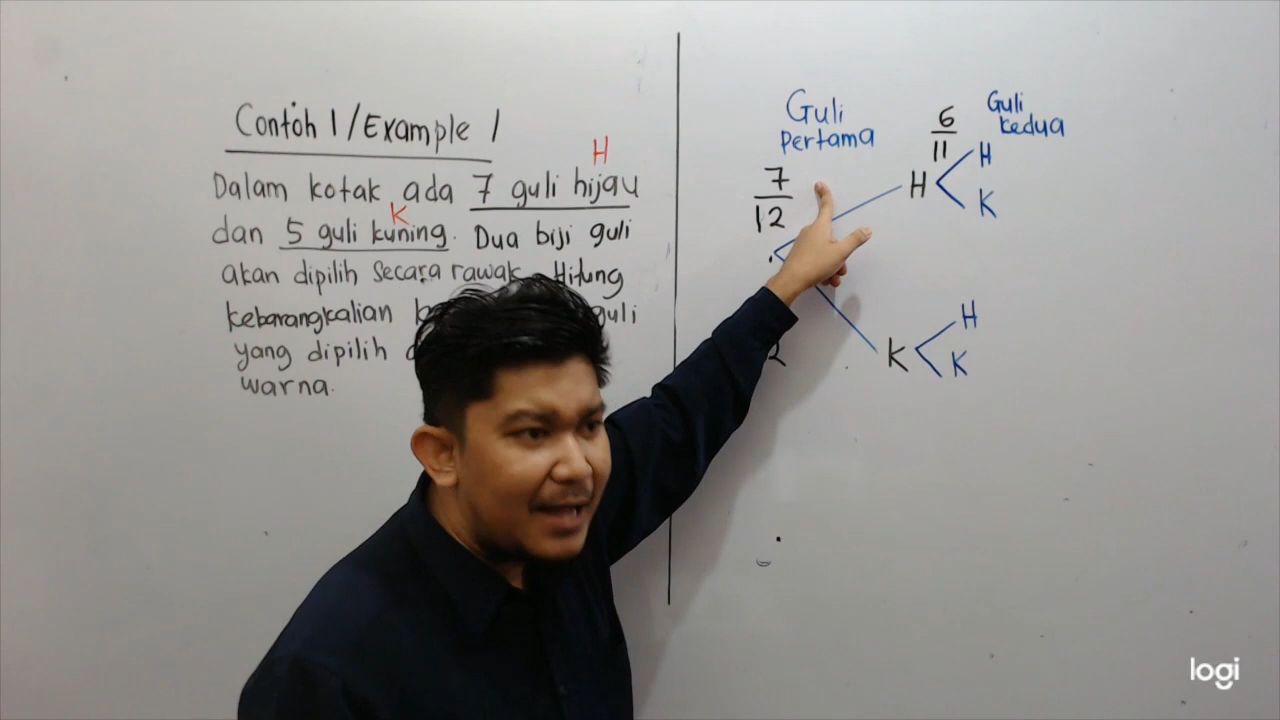 Contoh 1/Example 1
H
Dalam kotak ada 7 guli hijau
K
dan 5 guli kuning. Dua biji guli
akan dipilih secara rawak. Hitung
kebarangkalian guli
yang dipilih
warna.
Guli
Pertama
7
12
2
H
K
6
11
Guli
kedua
H
K
H
K
logi